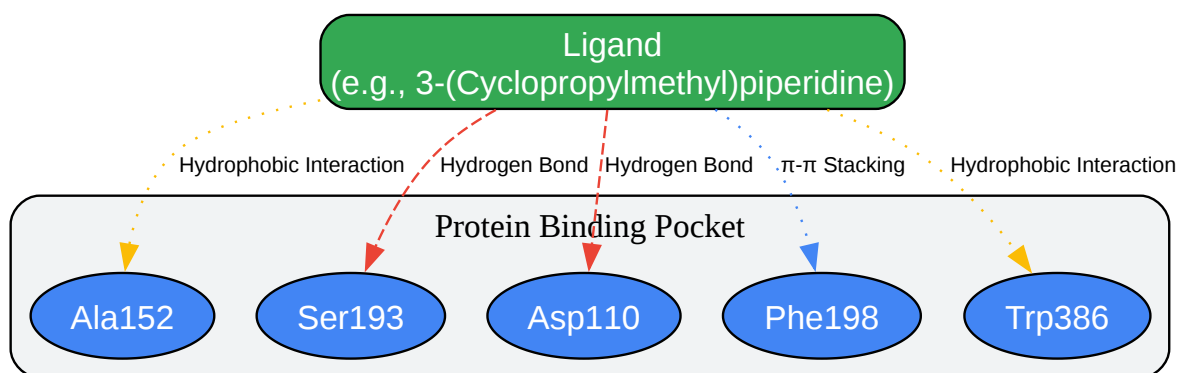 Ligand
(e.g., 3-(Cyclopropylmethyl)piperidine)
Hydrophobic Interaction
Hydrogen Bond
Hydrogen Bond
π-π Stacking
Hydrophobic Interaction
Protein Binding Pocket
Ala152
Ser193
Asp110
Phe198
Trp386